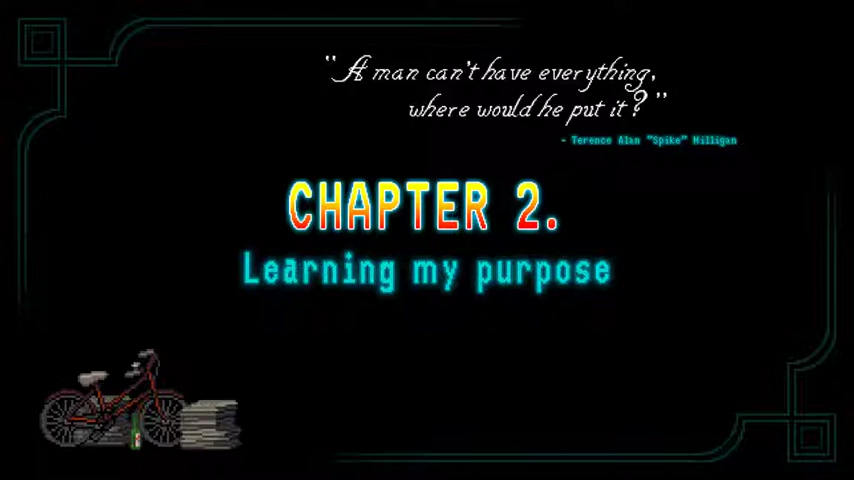 "A man can't have everything,
where would he put it?"
- Terence Alan "Spike" Milligan
CHAPTER 2.
Learning my purpose